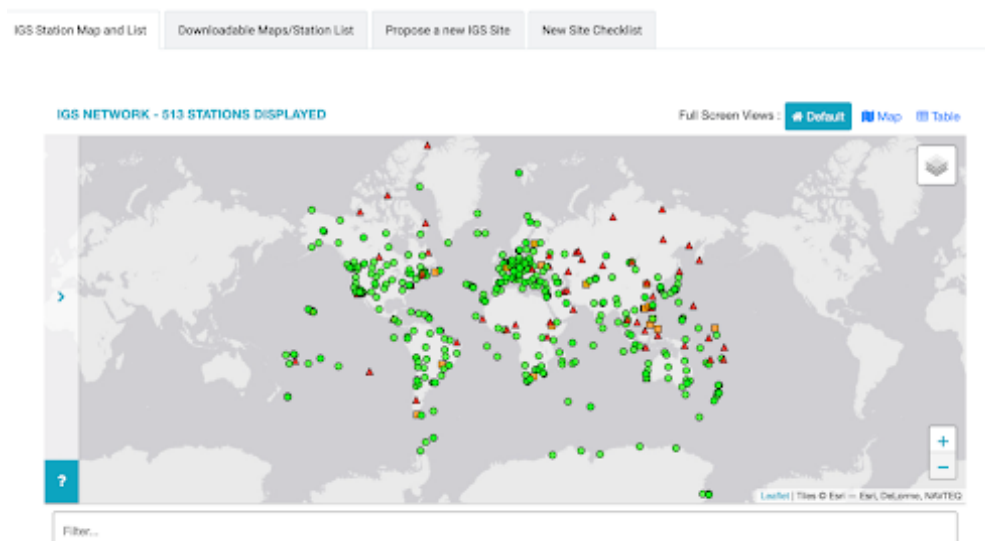 IGS Station Map and List
Downloadable Maps/Station List
Propose a new IGS Site
New Site Checklist
IGS NETWORK - 513 STATIONS DISPLAYED
Full Screen Views :
Default
Map
Table
+
−
?
Leaflet | Tiles © Esri — Esri, DeLorme, NAVTEQ
Filter...